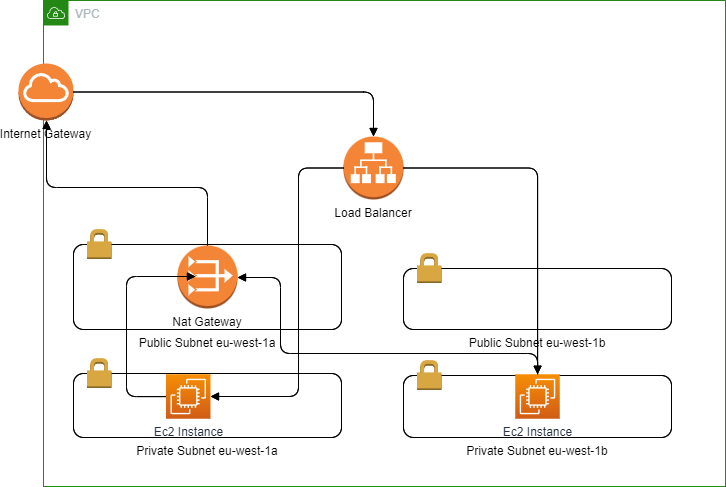 VPC
Internet Gateway
Load Balancer
Nat Gateway
Public Subnet eu-west-1a
Public Subnet eu-west-1b
Ec2 Instance
Ec2 Instance
Private Subnet eu-west-1a
Private Subnet eu-west-1b